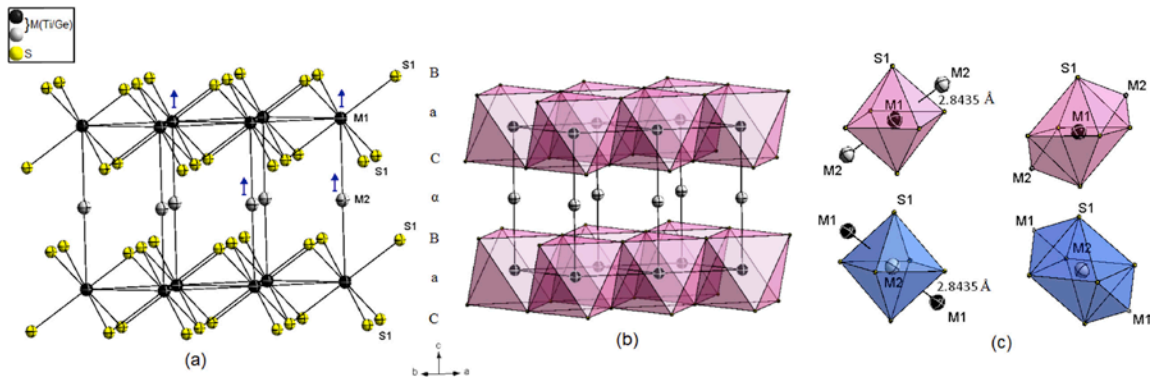 }M(Ti/Ge)
S
S1
M1
S1
M2
S1
S1
(a)
B
a
C
α
B
a
C
c
b
a
(b)
S1
M2
2.8435 Å
M1
M2
S1
M2
M1
M2
M1
S1
M2
2.8435 Å
M1
M1
S1
M2
M1
(c)